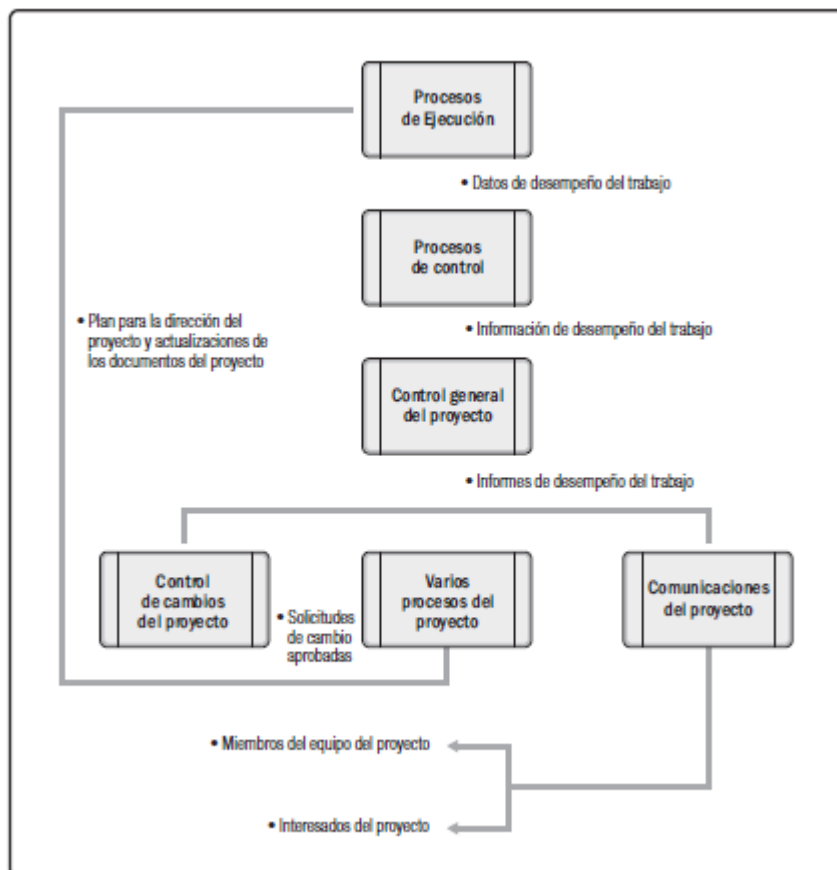 Procesos
de Ejecución
• Datos de desempeño del trabajo
Procesos
de control
• Plan para la dirección del
proyecto y actualizaciones de
los documentos del proyecto
• Información de desempeño del trabajo
Control general
del proyecto
• Informes de desempeño del trabajo
Control
de cambios
del proyecto
• Solicitudes
de cambio
aprobadas
Varios
procesos del
proyecto
Comunicaciones
del proyecto
• Miembros del equipo del proyecto
• Interesados del proyecto